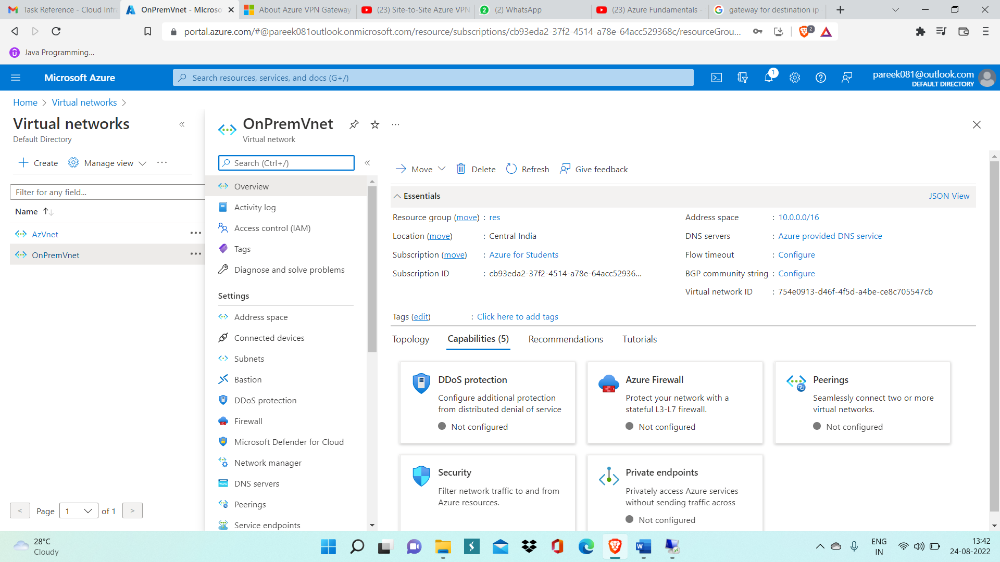 Task Reference - Cloud Infra
OnPremVnet - Microso
About Azure VPN Gateway
(23) Site-to-Site Azure VPN
(2) WhatsApp
(23) Azure Fundamentals -
gateway for destination ip
portal.azure.com/#@pareek081outlook.onmicrosoft.com/resource/subscriptions/cb93eda2-37f2-4514-a78e-64acc529368c/resourceGrou...
2
Java Programming...
Microsoft Azure
Search resources, services, and docs (G+/)
1
pareek081@outlook.com
DEFAULT DIRECTORY
Home > Virtual networks >
Virtual networks
Default Directory
Create
Manage view
Filter for any field...
Name
AzVnet
OnPremVnet
< Page 1 of 1 >
OnPremVnet
Virtual network
Search (Ctrl+/)
Overview
Activity log
Access control (IAM)
Tags
Diagnose and solve problems
Settings
Address space
Connected devices
Subnets
Bastion
DDoS protection
Firewall
Microsoft Defender for Cloud
Network manager
DNS servers
Peerings
Service endpoints
Move
Delete
Refresh
Give feedback
Essentials
JSON View
Resource group (move) : res
Location (move) : Central India
Subscription (move) : Azure for Students
Subscription ID : cb93eda2-37f2-4514-a78e-64acc52936...
Address space : 10.0.0.0/16
DNS servers : Azure provided DNS service
Flow timeout : Configure
BGP community string : Configure
Virtual network ID : 754e0913-d46f-4f5d-a4be-ce8c705547cb
Tags (edit) : Click here to add tags
Topology
Capabilities (5)
Recommendations
Tutorials
DDoS protection
Configure additional protection
from distributed denial of service
Not configured
Azure Firewall
Protect your network with a
stateful L3-L7 firewall.
Not configured
Peerings
Seamlessly connect two or more
virtual networks.
Not configured
Security
Filter network traffic to and from
Azure resources.
Private endpoints
Privately access Azure services
without sending traffic across
Not configured
28°C
Cloudy
ENG
IN
13:42
24-08-2022